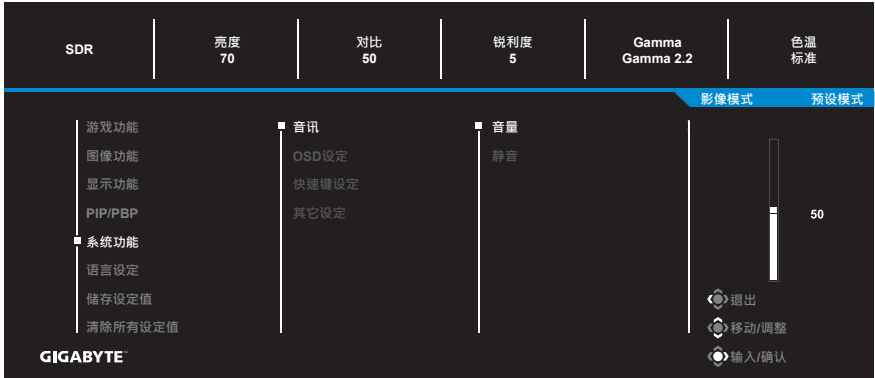 SDR
亮度
70
对比
50
锐利度
5
Gamma
Gamma 2.2
色温
标准
影像模式 预设模式
游戏功能
图像功能
显示功能
PIP/PBP
系统功能
语言设定
储存设定值
清除所有设定值
音讯
OSD设定
快速键设定
其它设定
音量
静音
50
退出
移动/调整
输入/确认
GIGABYTE™